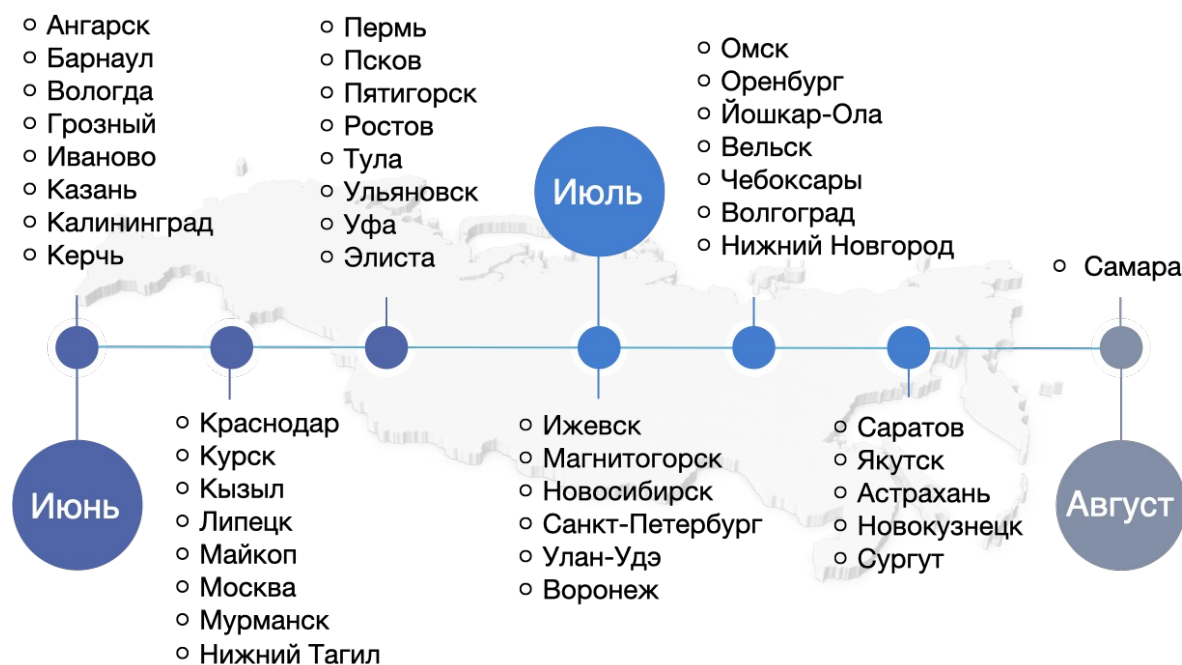 Ангарск
Барнаул
Вологда
Грозный
Иваново
Казань
Калининград
Керчь
Июнь
Краснодар
Курск
Кызыл
Липецк
Майкоп
Москва
Мурманск
Нижний Тагил
Пермь
Псков
Пятигорск
Ростов
Тула
Ульяновск
Уфа
Элиста
Июль
Ижевск
Магнитогорск
Новосибирск
Санкт-Петербург
Улан-Удэ
Воронеж
Омск
Оренбург
Йошкар-Ола
Вельск
Чебоксары
Волгоград
Нижний Новгород
Саратов
Якутск
Астрахань
Новокузнецк
Сургут
Самара
Август